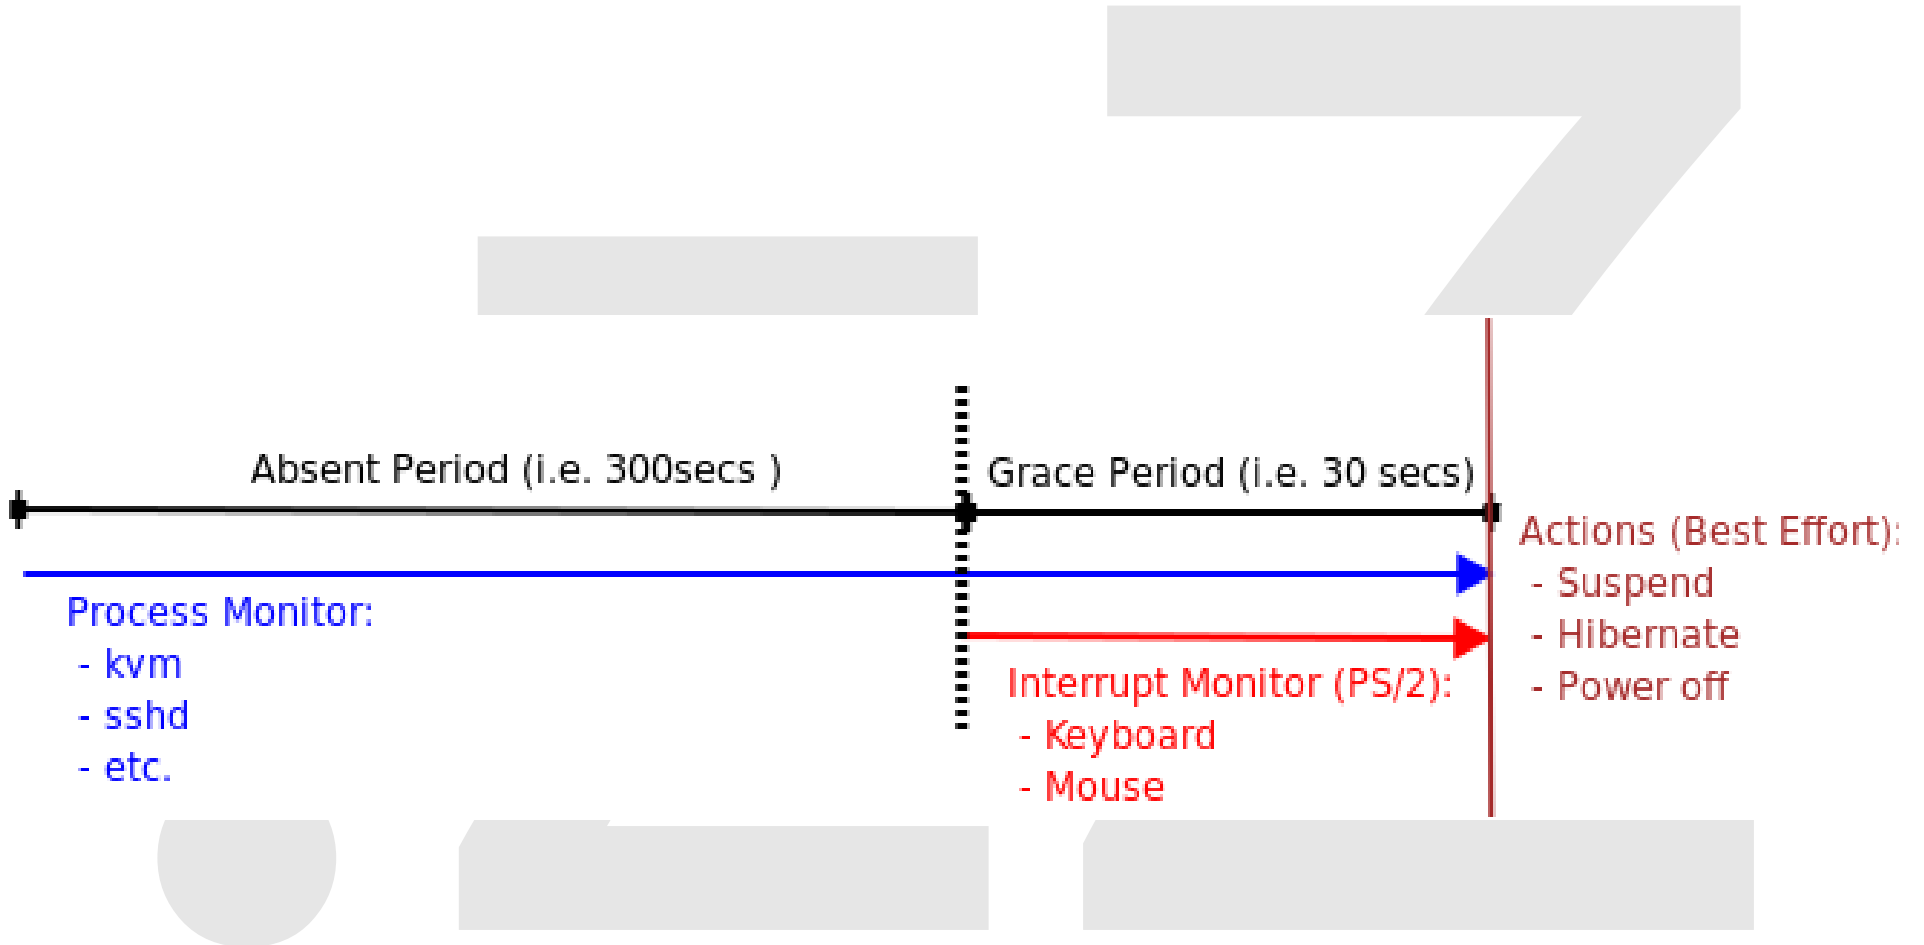 Absent Period (i.e. 300secs )
Grace Period (i.e. 30 secs)
Actions (Best Effort):
- Suspend
- Hibernate
- Power off
Process Monitor:
- kvm
- sshd
- etc.
Interrupt Monitor (PS/2):
- Keyboard
- Mouse